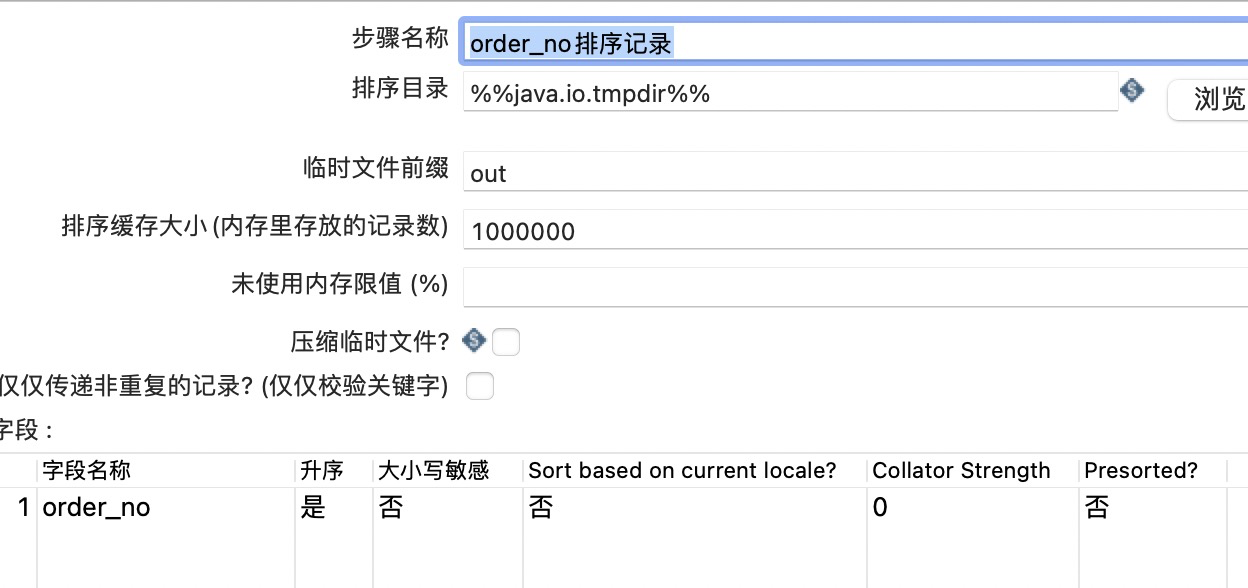 步骤名称 order_no排序记录
排序目录 %%java.io.tmpdir%% 浏览
临时文件前缀 out
排序缓存大小(内存里存放的记录数) 1000000
未使用内存限值 (%)
压缩临时文件?
仅仅传递非重复的记录? (仅仅校验关键字)
字段 :
字段名称 升序 大小写敏感 Sort based on current locale? Collator Strength Presorted?
1 order_no 是 否 否 0 否